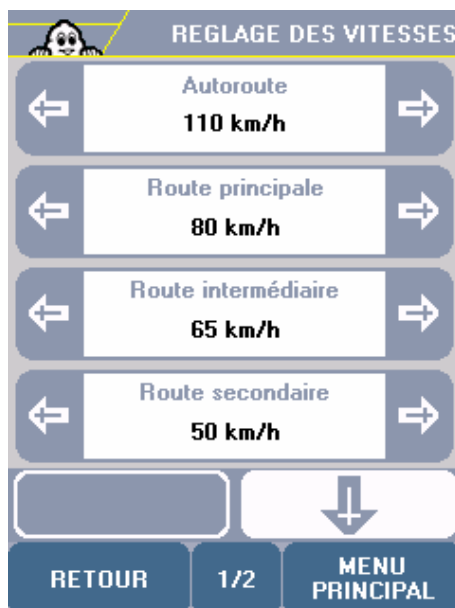 REGLAGE DES VITESSES
Autoroute
110 km/h
Route principale
80 km/h
Route intermédiaire
65 km/h
Route secondaire
50 km/h
RETOUR
1/2
MENU
PRINCIPAL